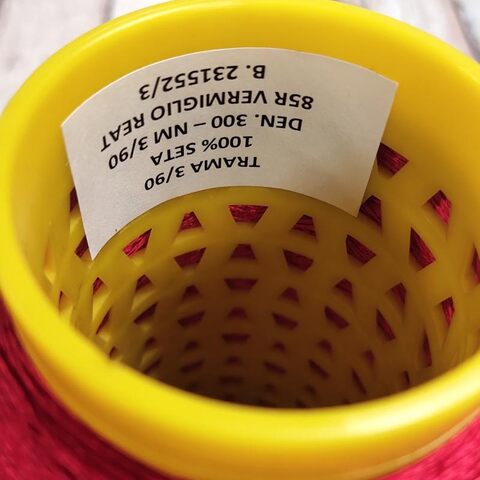 TRAMA 3/90
100% SETA
DEN. 300 – NM 3/90
85R VERMIGLIO REAT
B. 231552/3